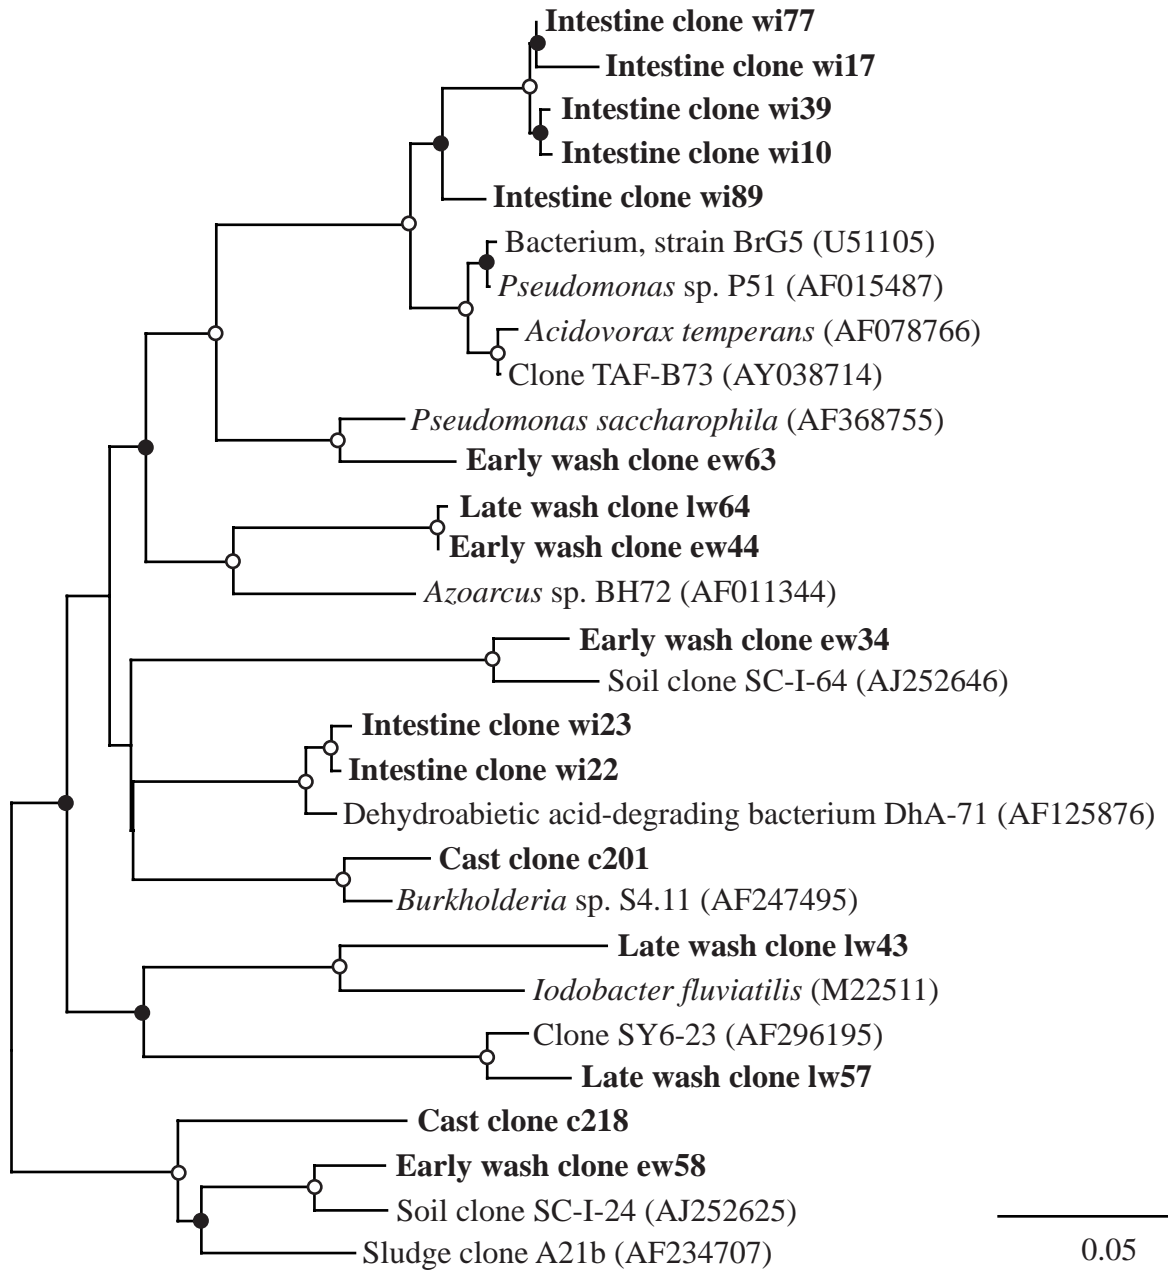 Intestine clone wi77
Intestine clone wi17
Intestine clone wi39
Intestine clone wi10
Intestine clone wi89
Bacterium, strain BrG5 (U51105)
Pseudomonas sp. P51 (AF015487)
Acidovorax temperans (AF078766)
Clone TAF-B73 (AY038714)
Pseudomonas saccharophila (AF368755)
Early wash clone ew63
Late wash clone lw64
Early wash clone ew44
Azoarcus sp. BH72 (AF011344)
Early wash clone ew34
Soil clone SC-I-64 (AJ252646)
Intestine clone wi23
Intestine clone wi22
Dehydroabietic acid-degrading bacterium DhA-71 (AF125876)
Cast clone c201
Burkholderia sp. S4.11 (AF247495)
Late wash clone lw43
Iodobacter fluviatilis (M22511)
Clone SY6-23 (AF296195)
Late wash clone lw57
Cast clone c218
Early wash clone ew58
Soil clone SC-I-24 (AJ252625)
Sludge clone A21b (AF234707)
0.05